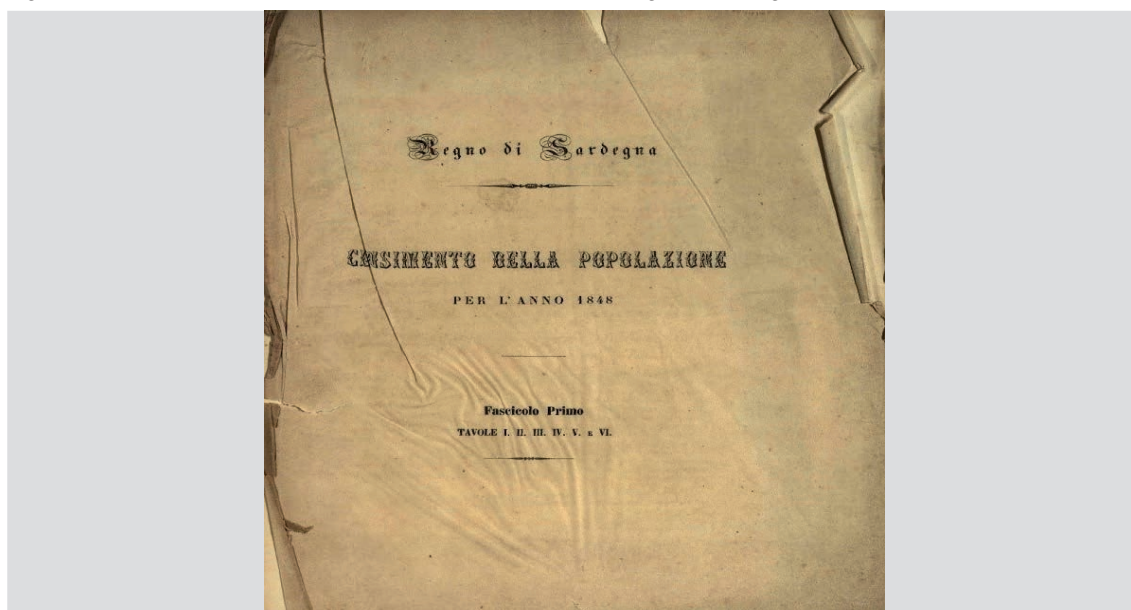 Regno di Sardegna
CENSIMENTO DELLA POPOLAZIONE
PER L'ANNO 1848
Fascicolo Primo
TAVOLE I. II. III. IV. V. E VI.